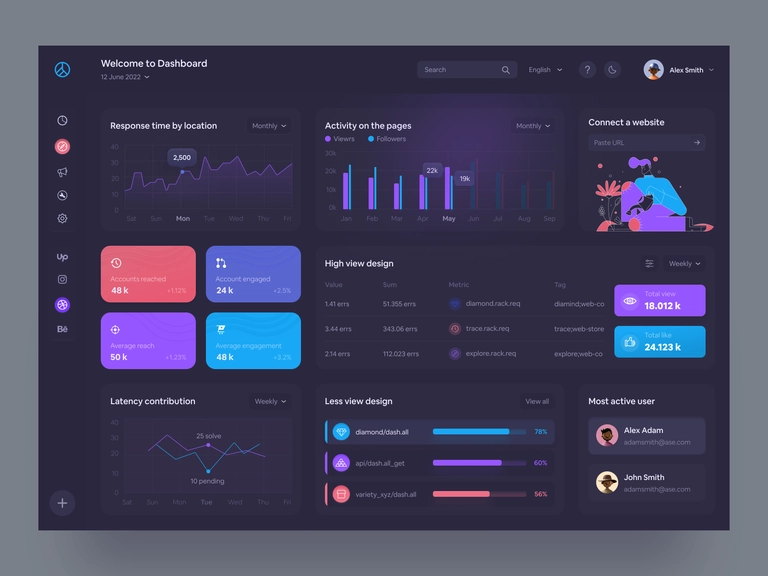 Welcome to Dashboard
12 June 2022
Search
English
?
Alex Smith
Response time by location
Monthly
40
30
20
10
0
2,500
Sat Sun Mon Tue Wed Thu Fri
Activity on the pages
Monthly
Viewrs Followers
30k
20k
10k
0k
22k
19k
Jan Feb Mar Apr May Jun Jul Aug Sep
Connect a website
Paste URL
Up
Bē
Accounts reached
48 k +1.12%
Account engaged
24 k +2.5%
Average reach
50 k +1.23%
Average engagement
48 k +3.2%
High view design
Weekly
Value Sum Metric Tag
1.41 errs 51.355 errs diamond.rack.req diamind;web-co
3.44 errs 343.06 errs trace.rack.req trace;web-store
2.14 errs 112.023 errs explore.rack.req explore;web-co
Total view
18.012 k
Total like
24.123 k
Latency contribution
Weekly
40
30
20
10
0
25 solve
10 pending
Sat Sun Mon Tue Wed Thu Fri
Less view design
View all
diamond/dash.all 78%
api/dash.all_get 60%
variety_xyz/dash.all 56%
Most active user
Alex Adam
adamsmith@ase.com
John Smith
adamsmith@ase.com